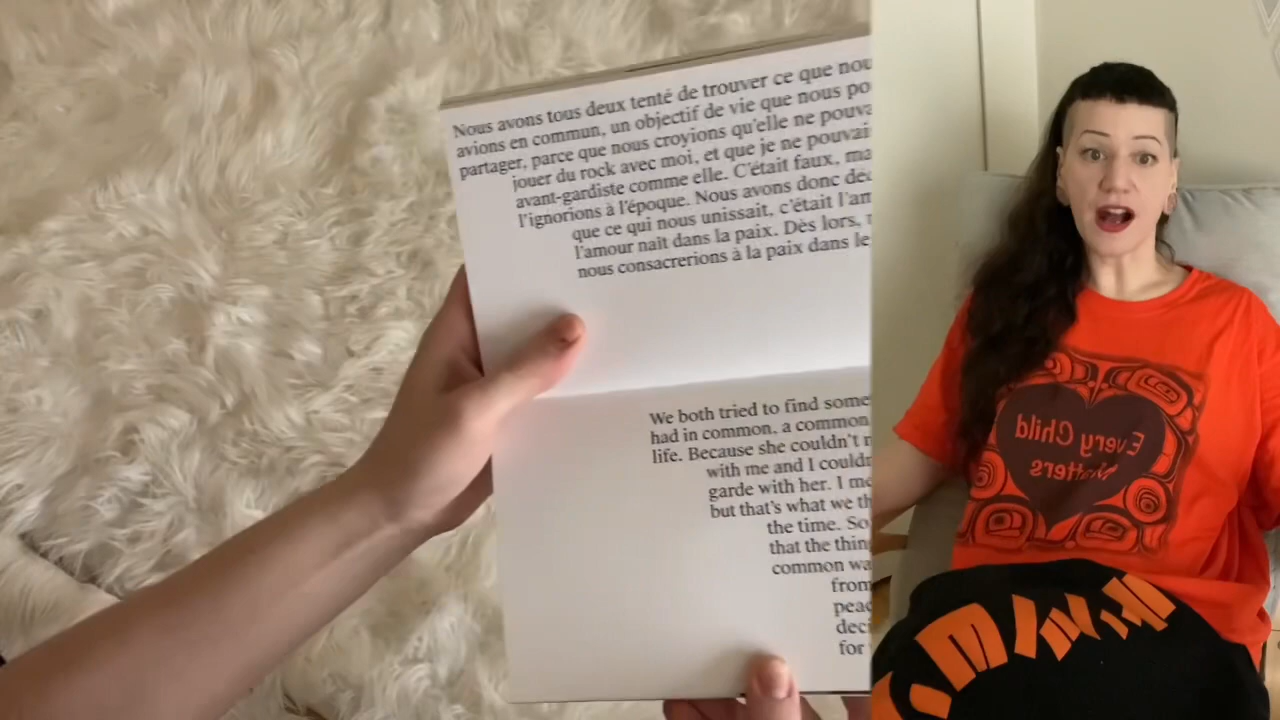 Nous avons tous deux tenté de trouver ce que nou
avions en commun, un objectif de vie que nous po
partager, parce que nous croyions qu'elle ne pouva
jouer du rock avec moi, et que je ne pouvai
avant-gardiste comme elle. C'était faux, ma
l'ignorions à l'époque. Nous avons donc déc
que ce qui nous unissait, c'était l'am
l'amour nait dans la paix. Dès lors,
nous consacrerions à la paix dans le
We both tried to find some
had in common, a common
life. Because she couldn't r
with me and I couldn
garde with her. I me
but that's what we th
the time. So
that the thin
common wa
from
peac
deci
for
Every Child
Matters